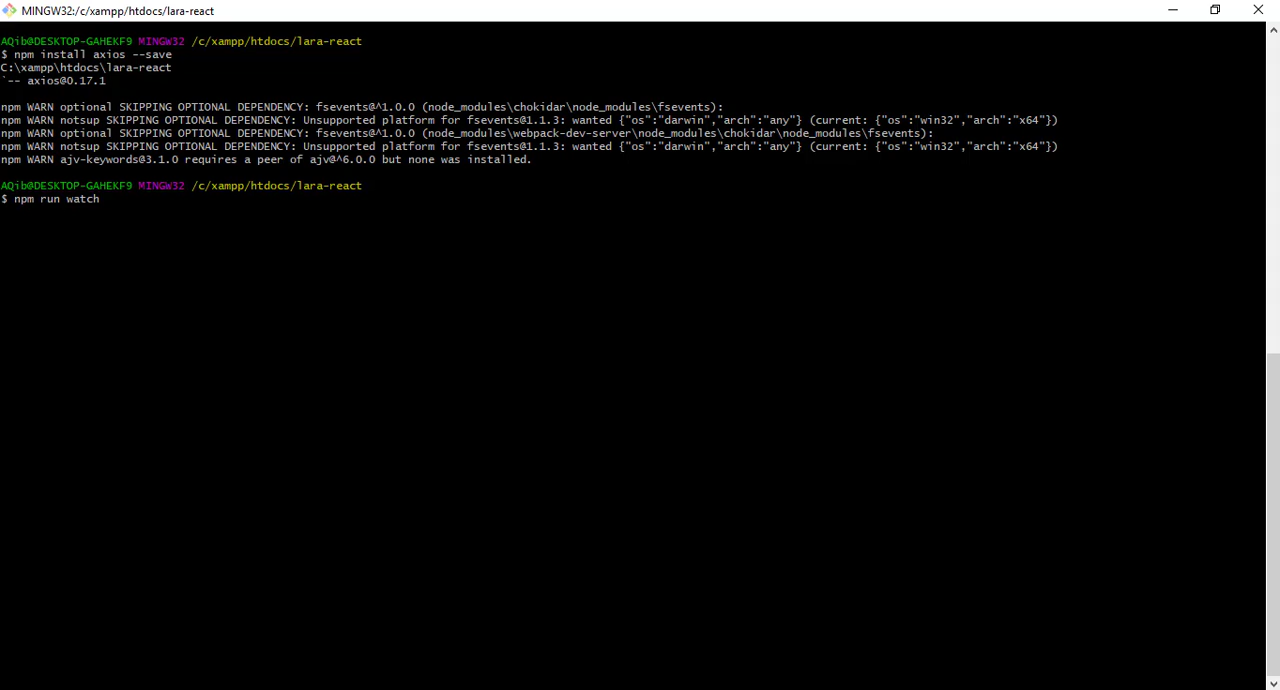 MINGW32:/c/xampp/htdocs/lara-react
AQib@DESKTOP-GAHEKF9 MINGW32 /c/xampp/htdocs/lara-react
$ npm install axios --save
C:\xampp\htdocs\lara-react
`-- axios@0.17.1
npm WARN optional SKIPPING OPTIONAL DEPENDENCY: fsevents@^1.0.0 (node_modules\chokidar\node_modules\fsevents):
npm WARN notsup SKIPPING OPTIONAL DEPENDENCY: Unsupported platform for fsevents@1.1.3: wanted {"os":"darwin","arch":"any"} (current: {"os":"win32","arch":"x64"})
npm WARN optional SKIPPING OPTIONAL DEPENDENCY: fsevents@^1.0.0 (node_modules\webpack-dev-server\node_modules\chokidar\node_modules\fsevents):
npm WARN notsup SKIPPING OPTIONAL DEPENDENCY: Unsupported platform for fsevents@1.1.3: wanted {"os":"darwin","arch":"any"} (current: {"os":"win32","arch":"x64"})
npm WARN ajv-keywords@3.1.0 requires a peer of ajv@^6.0.0 but none was installed.
AQib@DESKTOP-GAHEKF9 MINGW32 /c/xampp/htdocs/lara-react
$ npm run watch